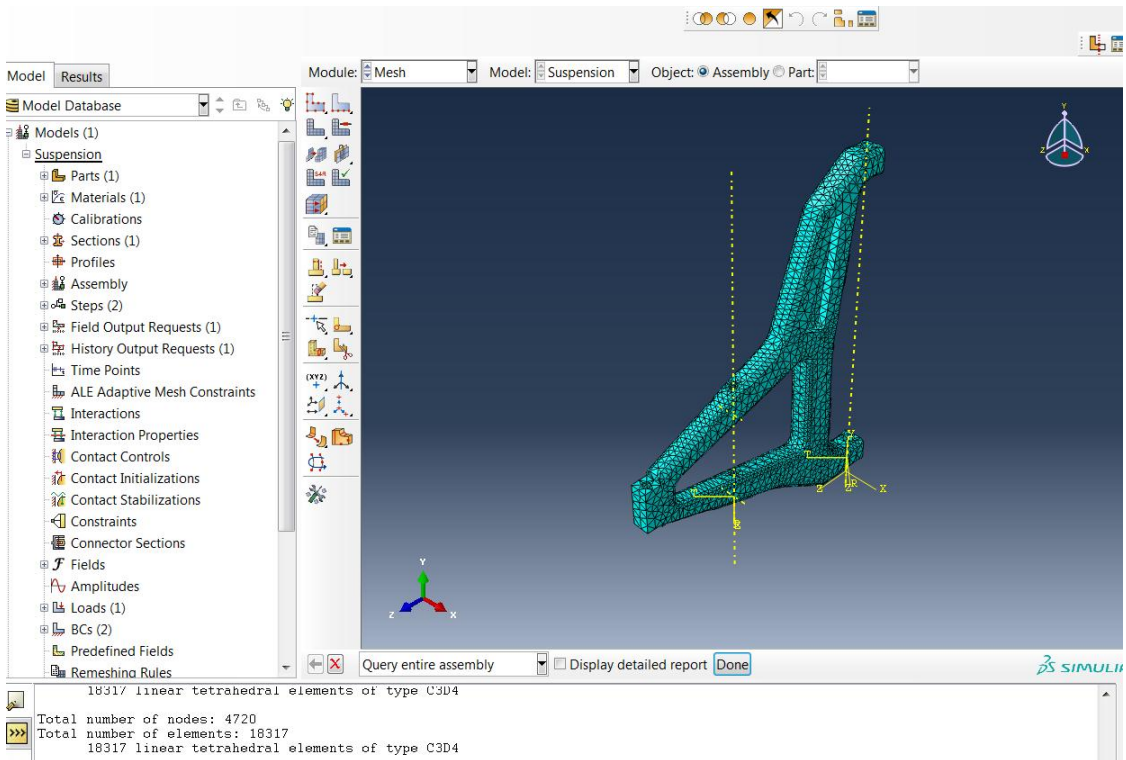 Model Results
Module: Mesh Model: Suspension Object: Assembly Part:
Model Database
Models (1)
Suspension
Parts (1)
Materials (1)
Calibrations
Sections (1)
Profiles
Assembly
Steps (2)
Field Output Requests (1)
History Output Requests (1)
Time Points
ALE Adaptive Mesh Constraints
Interactions
Interaction Properties
Contact Controls
Contact Initializations
Contact Stabilizations
Constraints
Connector Sections
Fields
Amplitudes
Loads (1)
BCs (2)
Predefined Fields
Remeshing Rules
(XYZ)
Y
Z X
T
Y
T
Z R X
Z
R
Y
Z X
Query entire assembly Display detailed report Done
SIMULIA
18317 linear tetrahedral elements of type C3D4
Total number of nodes: 4720
Total number of elements: 18317
18317 linear tetrahedral elements of type C3D4
>>>